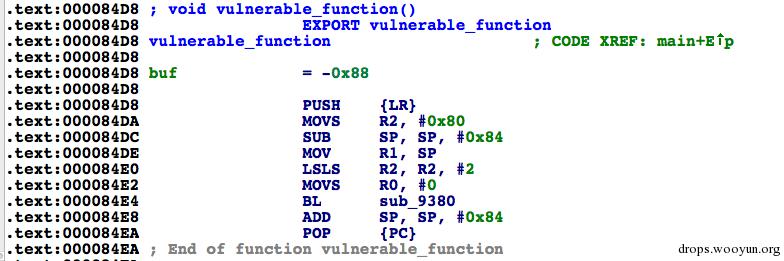 .text:000084D8 ; void vulnerable_function()
.text:000084D8 EXPORT vulnerable_function
.text:000084D8 vulnerable_function ; CODE XREF: main+E↑p
.text:000084D8
.text:000084D8 buf = -0x88
.text:000084D8
.text:000084D8 PUSH {LR}
.text:000084DA MOVS R2, #0x80
.text:000084DC SUB SP, SP, #0x84
.text:000084DE MOV R1, SP
.text:000084E0 LSLS R2, R2, #2
.text:000084E2 MOVS R0, #0
.text:000084E4 BL sub_9380
.text:000084E8 ADD SP, SP, #0x84
.text:000084EA POP {PC}
.text:000084EA ; End of function vulnerable_function
drops.wooyun.org